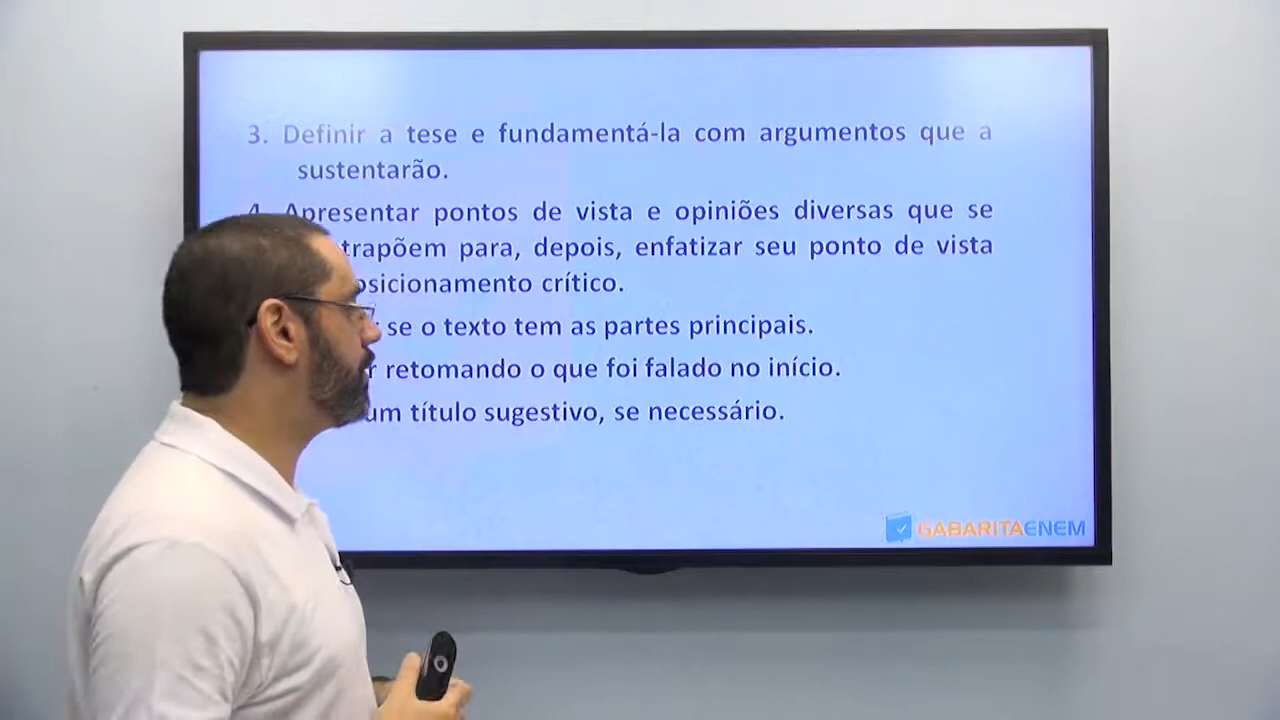 3. Definir a tese e fundamentá-la com argumentos que a
sustentarão.
4. Apresentar pontos de vista e opiniões diversas que se
trapõem para, depois, enfatizar seu ponto de vista
osicionamento crítico.
se o texto tem as partes principais.
r retomando o que foi falado no início.
um título sugestivo, se necessário.
GABARITAENEM